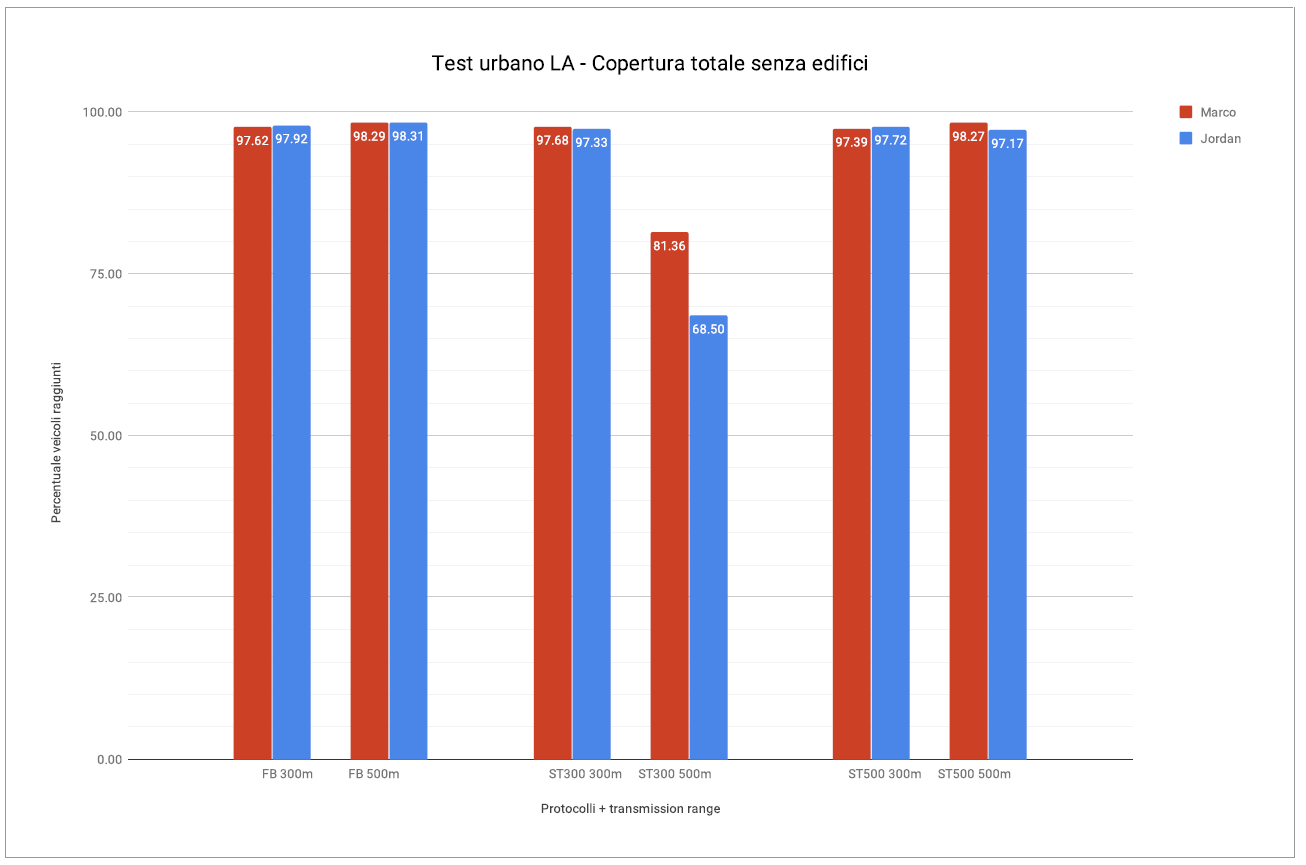 Test urbano LA - Copertura totale senza edifici
Marco
Jordan
Percentuale veicoli raggiunti
100.00
75.00
50.00
25.00
0.00
97.62 97.92 98.29 98.31 97.68 97.33 81.36 68.50 97.39 97.72 98.27 97.17
FB 300m FB 500m ST300 300m ST300 500m ST500 300m ST500 500m
Protocolli + transmission range